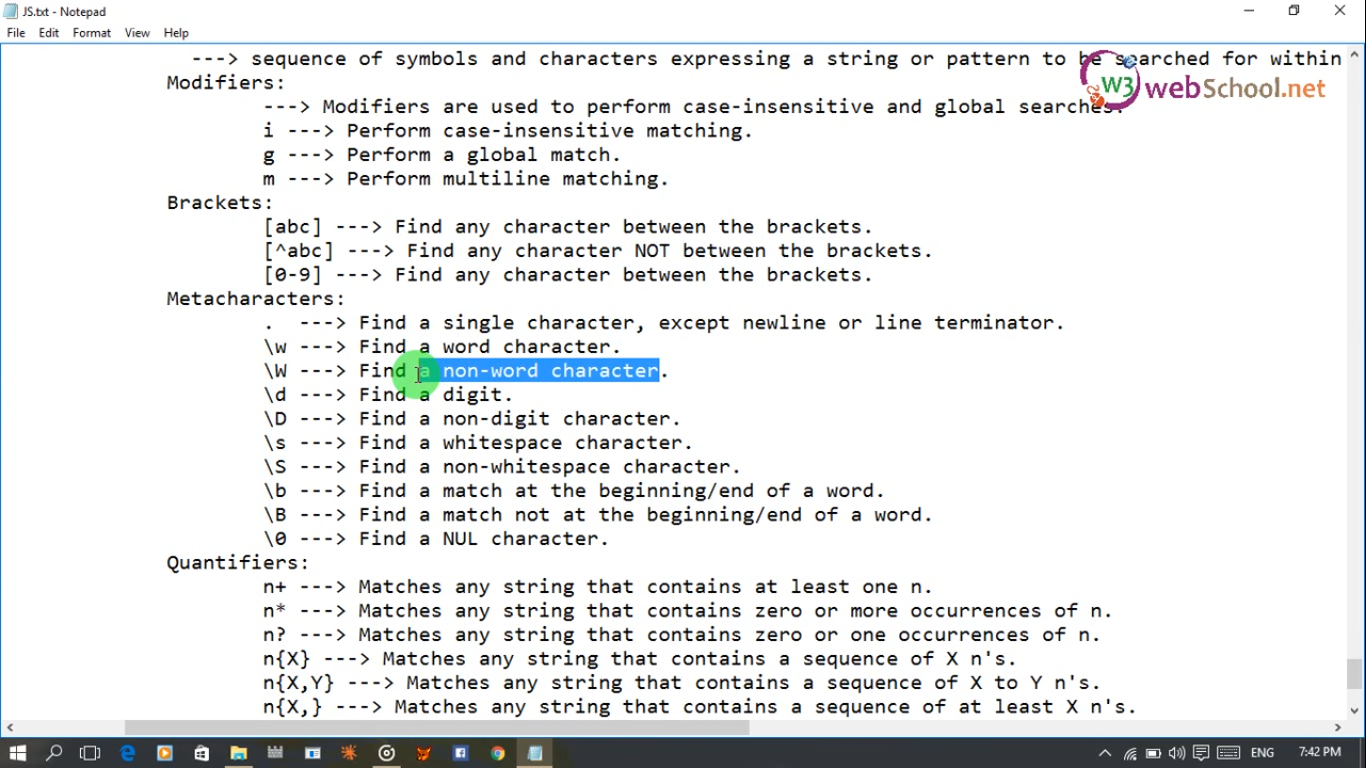 JS.txt - Notepad
File Edit Format View Help
---> sequence of symbols and characters expressing a string or pattern to be searched for within
W3 webSchool.net
Modifiers:
---> Modifiers are used to perform case-insensitive and global searches.
i ---> Perform case-insensitive matching.
g ---> Perform a global match.
m ---> Perform multiline matching.
Brackets:
[abc] ---> Find any character between the brackets.
[^abc] ---> Find any character NOT between the brackets.
[0-9] ---> Find any character between the brackets.
Metacharacters:
. ---> Find a single character, except newline or line terminator.
\w ---> Find a word character.
\W ---> Find a non-word character.
\d ---> Find a digit.
\D ---> Find a non-digit character.
\s ---> Find a whitespace character.
\S ---> Find a non-whitespace character.
\b ---> Find a match at the beginning/end of a word.
\B ---> Find a match not at the beginning/end of a word.
\0 ---> Find a NUL character.
Quantifiers:
n+ ---> Matches any string that contains at least one n.
n* ---> Matches any string that contains zero or more occurrences of n.
n? ---> Matches any string that contains zero or one occurrences of n.
n{X} ---> Matches any string that contains a sequence of X n's.
n{X,Y} ---> Matches any string that contains a sequence of X to Y n's.
n{X,} ---> Matches any string that contains a sequence of at least X n's.
ENG 7:42 PM